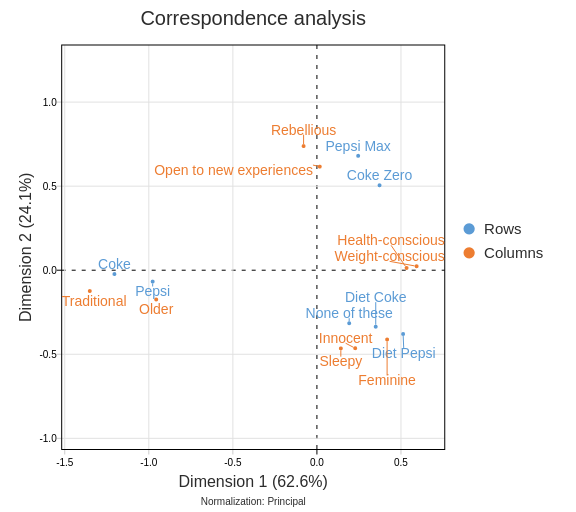 Correspondence analysis
1.0
Rebellious
Pepsi Max
Open to new experiences
Coke Zero
0.5
Rows
Health-conscious
Columns
Weight-conscious
Coke
0.0
Pepsi
Traditional
Older
Diet Coke
None of these
Innocent
Diet Pepsi
Sleepy
-0.5
Feminine
-1.0
Dimension 2 (24.1%)
-1.5 -1.0 -0.5 0.0 0.5
Dimension 1 (62.6%)
Normalization: Principal